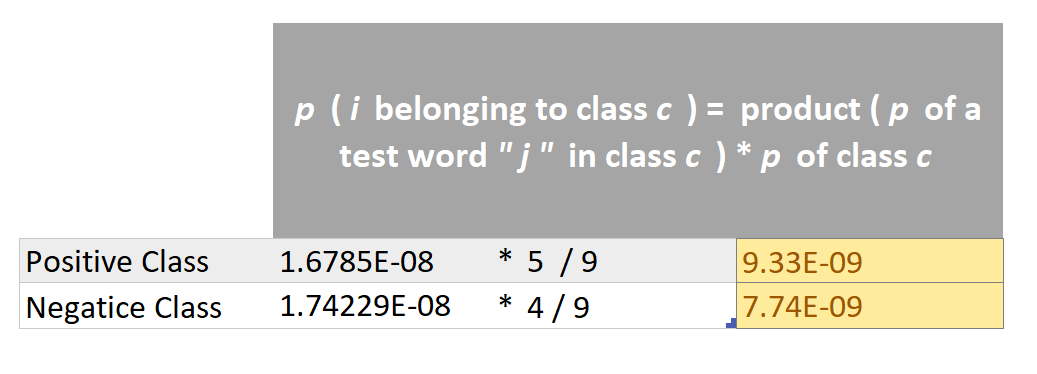 p ( i belonging to class c ) = product ( p of a
test word " j " in class c ) * p of class c
Positive Class 1.6785E-08 * 5 / 9 9.33E-09
Negatice Class 1.74229E-08 * 4 / 9 7.74E-09